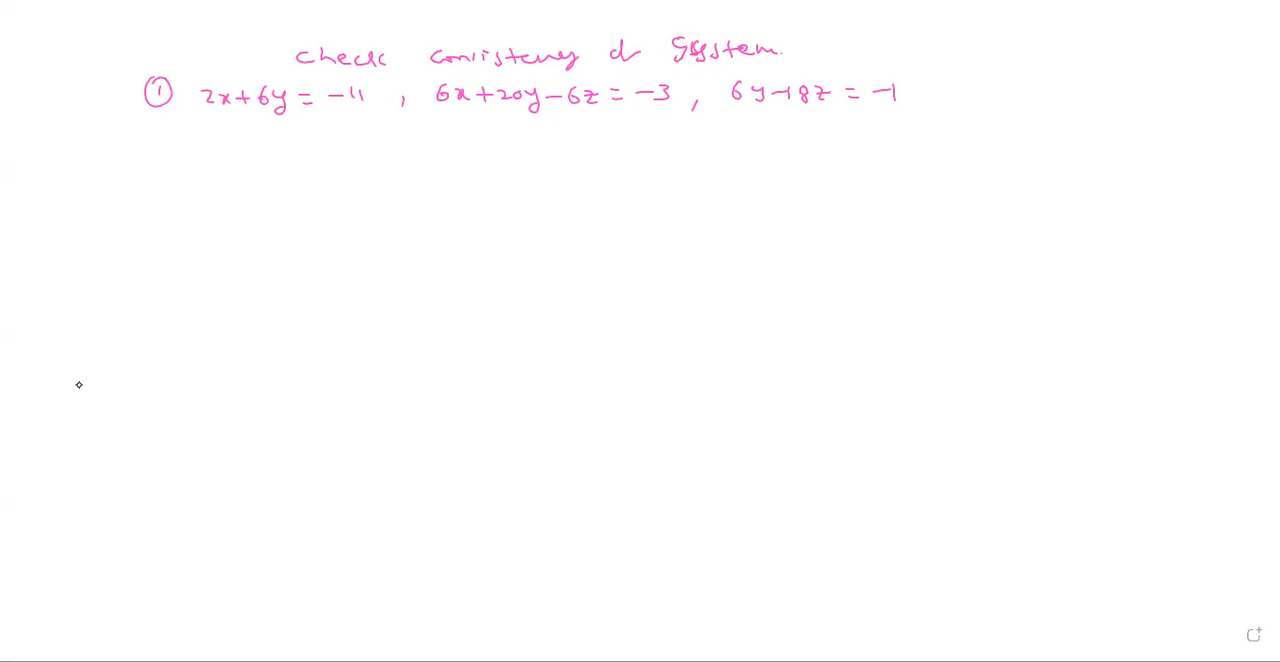 Check consistency of System.
① 2x+6y = -11 , 6x+20y-6z = -3 , 6y-18z = -1